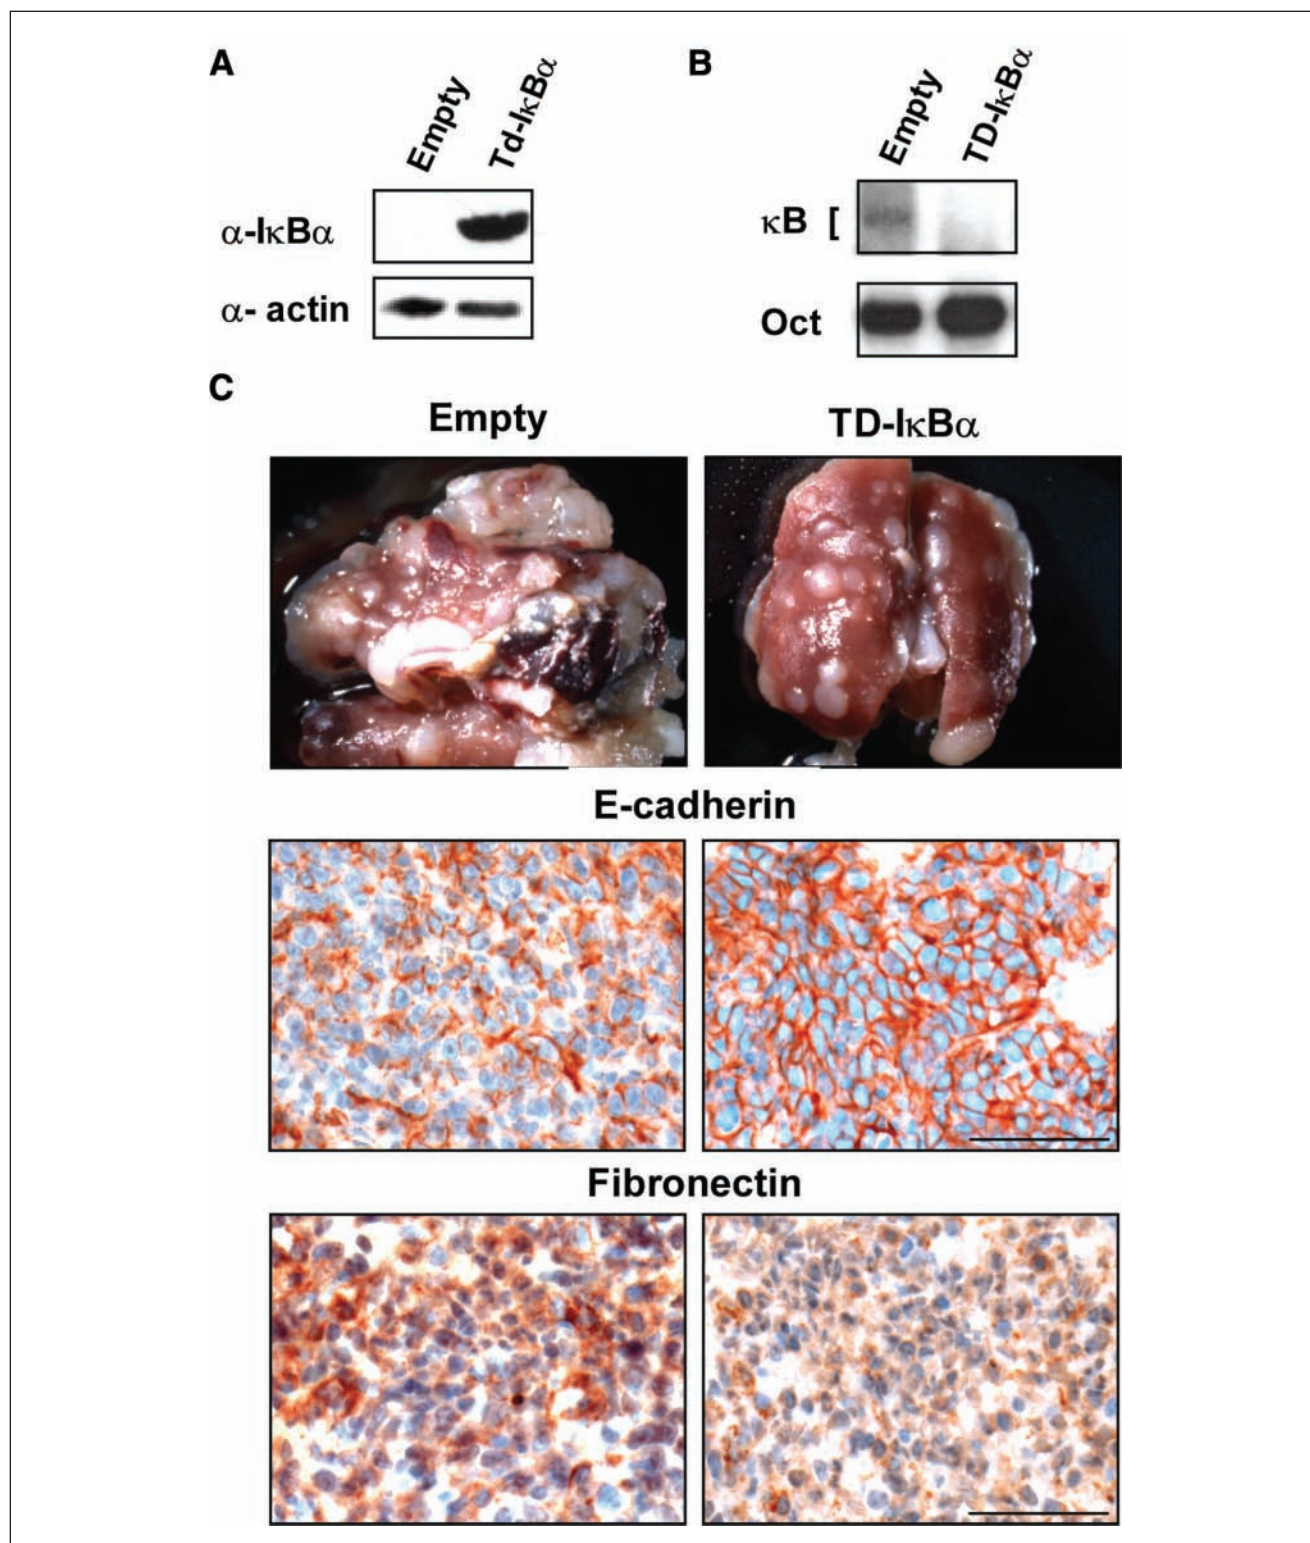 A
Empty
Td-IκBα
α-IκBα
α- actin
B
Empty
TD-IκBα
κB [
Oct
C
Empty
TD-IκBα
E-cadherin
Fibronectin